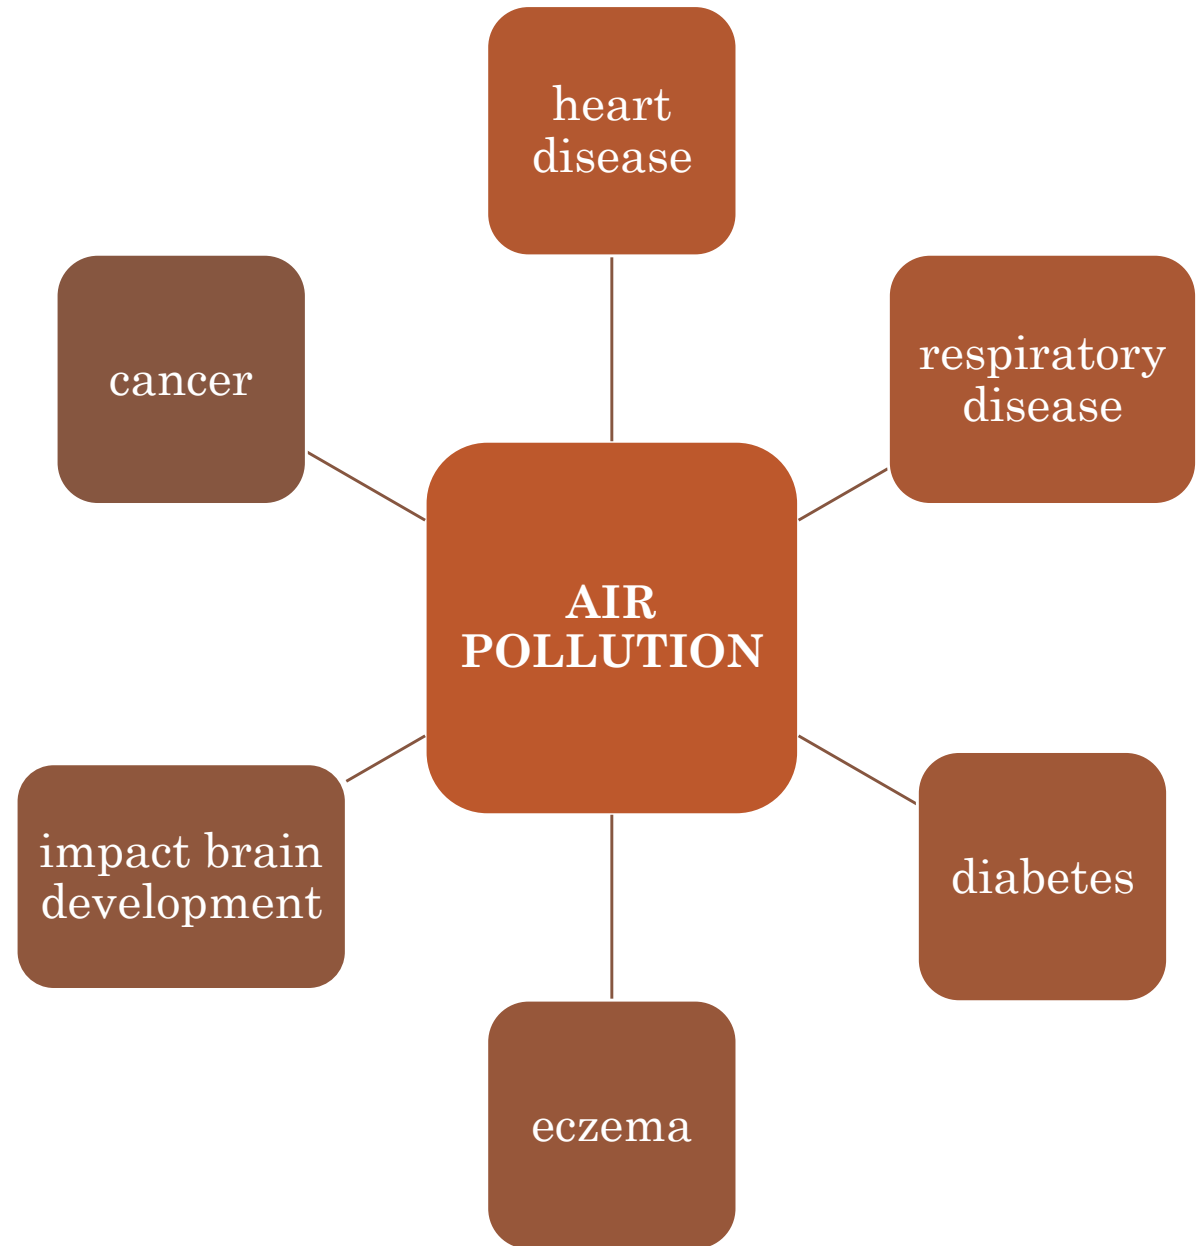 heart
disease
respiratory
disease
cancer
AIR
POLLUTION
impact brain
development
diabetes
eczema